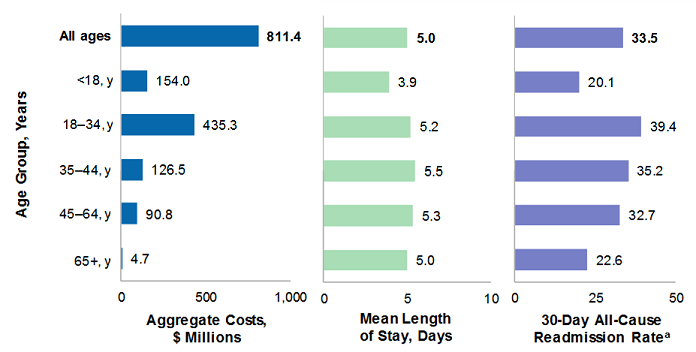 Age Group, Years
All ages 811.4 5.0 33.5
<18, y 154.0 3.9 20.1
18–34, y 435.3 5.2 39.4
35–44, y 126.5 5.5 35.2
45–64, y 90.8 5.3 32.7
65+, y 4.7 5.0 22.6
0 500 1,000 0 5 10 0 25 50
Aggregate Costs,
$ Millions
Mean Length
of Stay, Days
30-Day All-Cause
Readmission Rateᵃ